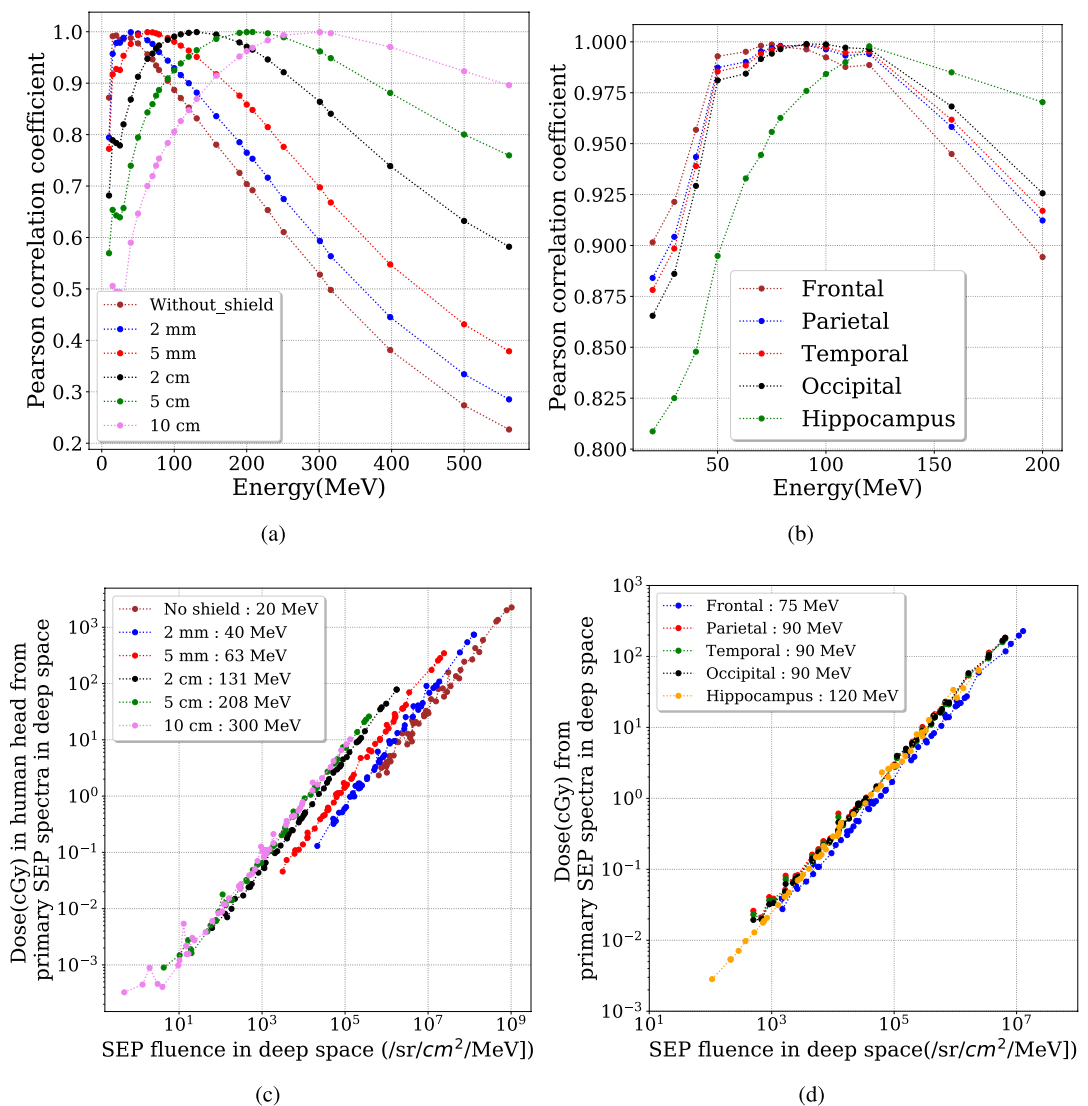 Pearson correlation coefficient
1.0
0.9
0.8
0.7
0.6
0.5
0.4
0.3
0.2
Without_shield
2 mm
5 mm
2 cm
5 cm
10 cm
0 100 200 300 400 500
Energy(MeV)
(a)
Pearson correlation coefficient
1.000
0.975
0.950
0.925
0.900
0.875
0.850
0.825
0.800
Frontal
Parietal
Temporal
Occipital
Hippocampus
50 100 150 200
Energy(MeV)
(b)
Dose(cGy) in human head from
primary SEP spectra in deep space
10³
10²
10¹
10⁰
10⁻¹
10⁻²
10⁻³
No shield : 20 MeV
2 mm : 40 MeV
5 mm : 63 MeV
2 cm : 131 MeV
5 cm : 208 MeV
10 cm : 300 MeV
10¹ 10³ 10⁵ 10⁷ 10⁹
SEP fluence in deep space (/sr/cm²/MeV])
(c)
Dose(cGy) from
primary SEP spectra in deep space
10³
10²
10¹
10⁰
10⁻¹
10⁻²
10⁻³
Frontal : 75 MeV
Parietal : 90 MeV
Temporal : 90 MeV
Occipital : 90 MeV
Hippocampus : 120 MeV
10¹ 10³ 10⁵ 10⁷
SEP fluence in deep space(/sr/cm²/MeV])
(d)